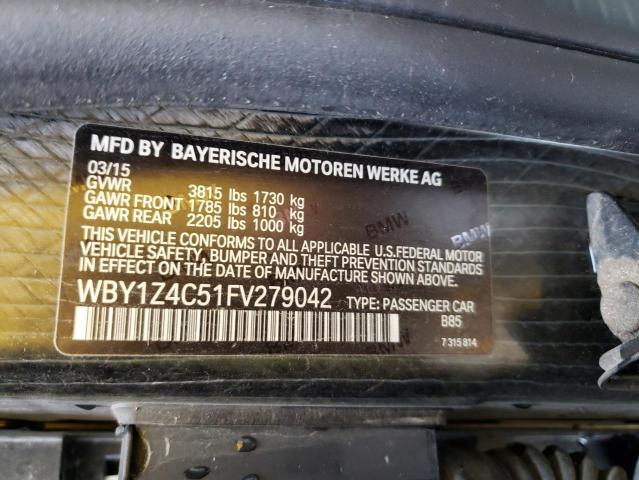 MFD BY BAYERISCHE MOTOREN WERKE AG
03/15
GVWR 3815 lbs 1730 kg
GAWR FRONT 1785 lbs 810 kg
GAWR REAR 2205 lbs 1000 kg
THIS VEHICLE CONFORMS TO ALL APPLICABLE U.S.FEDERAL MOTOR
VEHICLE SAFETY, BUMPER AND THEFT PREVENTION STANDARDS
IN EFFECT ON THE DATE OF MANUFACTURE SHOWN ABOVE.
WBY1Z4C51FV279042 TYPE: PASSENGER CAR
B85
7 315 814
BMW
BMW
BMW